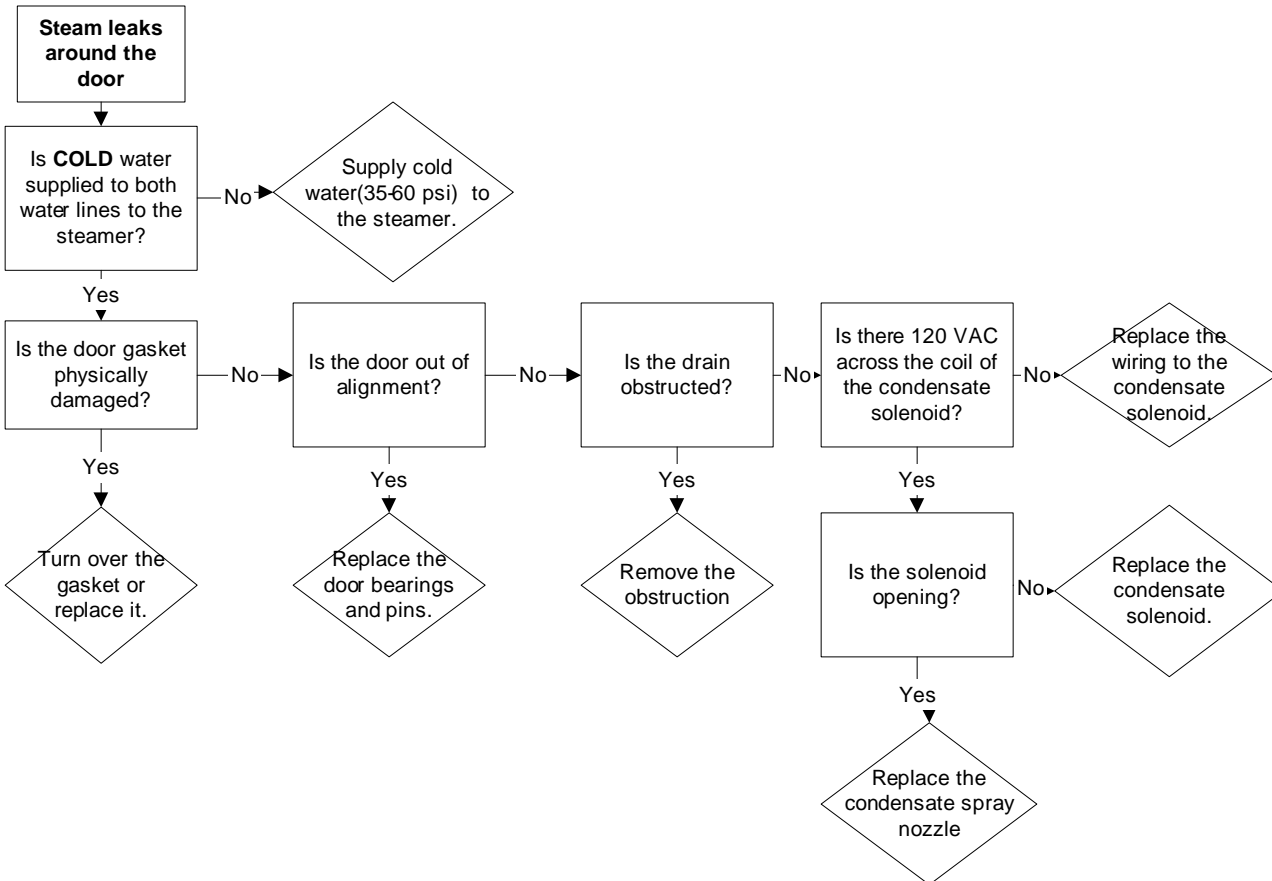 Steam leaks
around the
door
Is COLD water
supplied to both
water lines to the
steamer?
No
Supply cold
water(35-60 psi) to
the steamer.
Yes
Is the door gasket
physically
damaged?
No
Is the door out of
alignment?
No
Is the drain
obstructed?
No
Is there 120 VAC
across the coil of
the condensate
solenoid?
No
Replace the
wiring to the
condensate
solenoid.
Yes
Yes
Yes
Yes
Turn over the
gasket or
replace it.
Replace the
door bearings
and pins.
Remove the
obstruction
Is the solenoid
opening?
No
Replace the
condensate
solenoid.
Yes
Replace the
condensate spray
nozzle